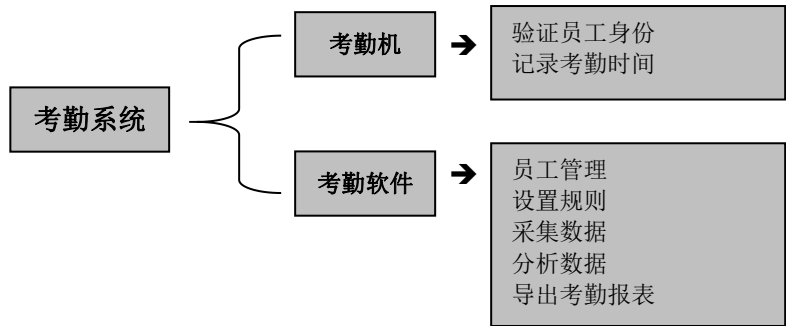 考勤系统
考勤机
验证员工身份
记录考勤时间
考勤软件
员工管理
设置规则
采集数据
分析数据
导出考勤报表